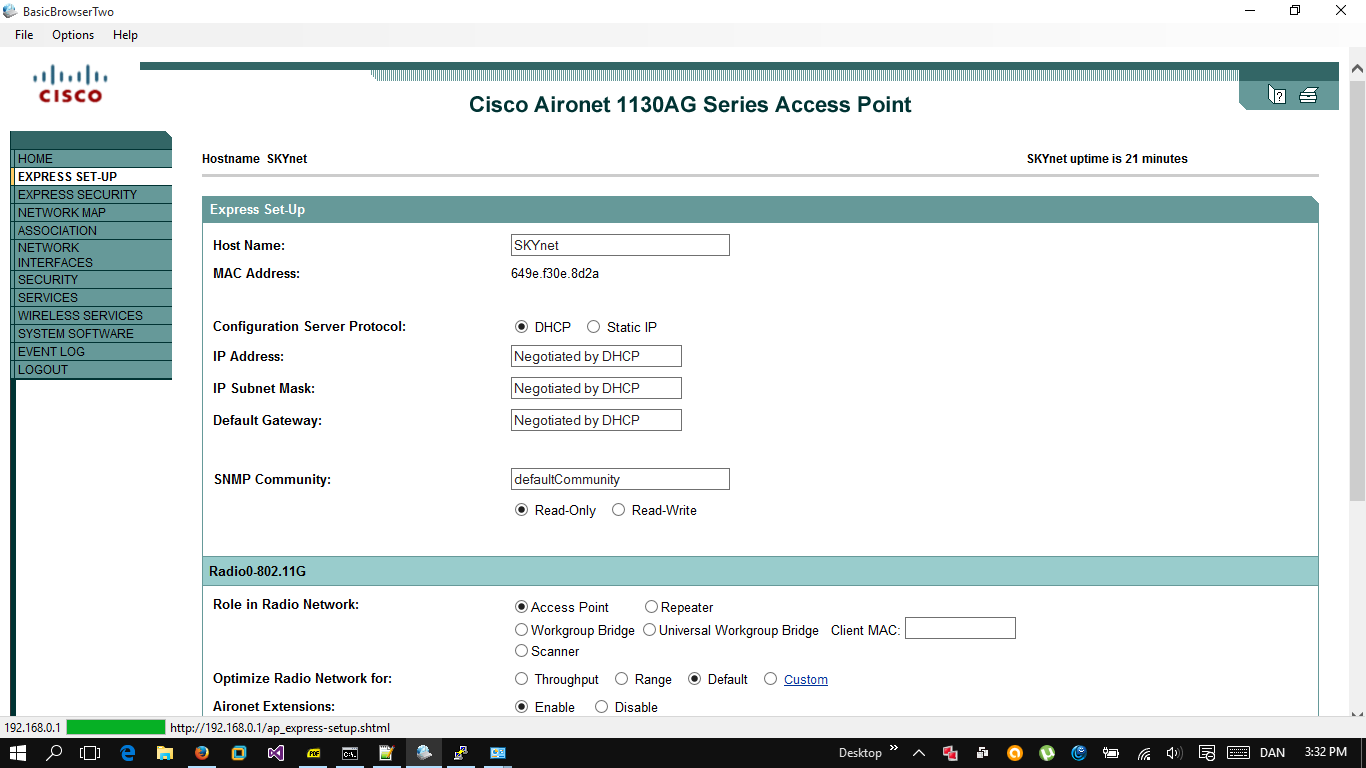 BasicBrowserTwo
File Options Help
CISCO
Cisco Aironet 1130AG Series Access Point
HOME
EXPRESS SET-UP
EXPRESS SECURITY
NETWORK MAP
ASSOCIATION
NETWORK
INTERFACES
SECURITY
SERVICES
WIRELESS SERVICES
SYSTEM SOFTWARE
EVENT LOG
LOGOUT
Hostname SKYnet
SKYnet uptime is 21 minutes
Express Set-Up
Host Name: SKYnet
MAC Address: 649e.f30e.8d2a
Configuration Server Protocol: DHCP Static IP
IP Address: Negotiated by DHCP
IP Subnet Mask: Negotiated by DHCP
Default Gateway: Negotiated by DHCP
SNMP Community: defaultCommunity
Read-Only Read-Write
Radio0-802.11G
Role in Radio Network: Access Point Repeater
Workgroup Bridge Universal Workgroup Bridge Client MAC:
Scanner
Optimize Radio Network for: Throughput Range Default Custom
Aironet Extensions: Enable Disable
192.168.0.1 http://192.168.0.1/ap_express-setup.shtml
Desktop » DAN 3:32 PM